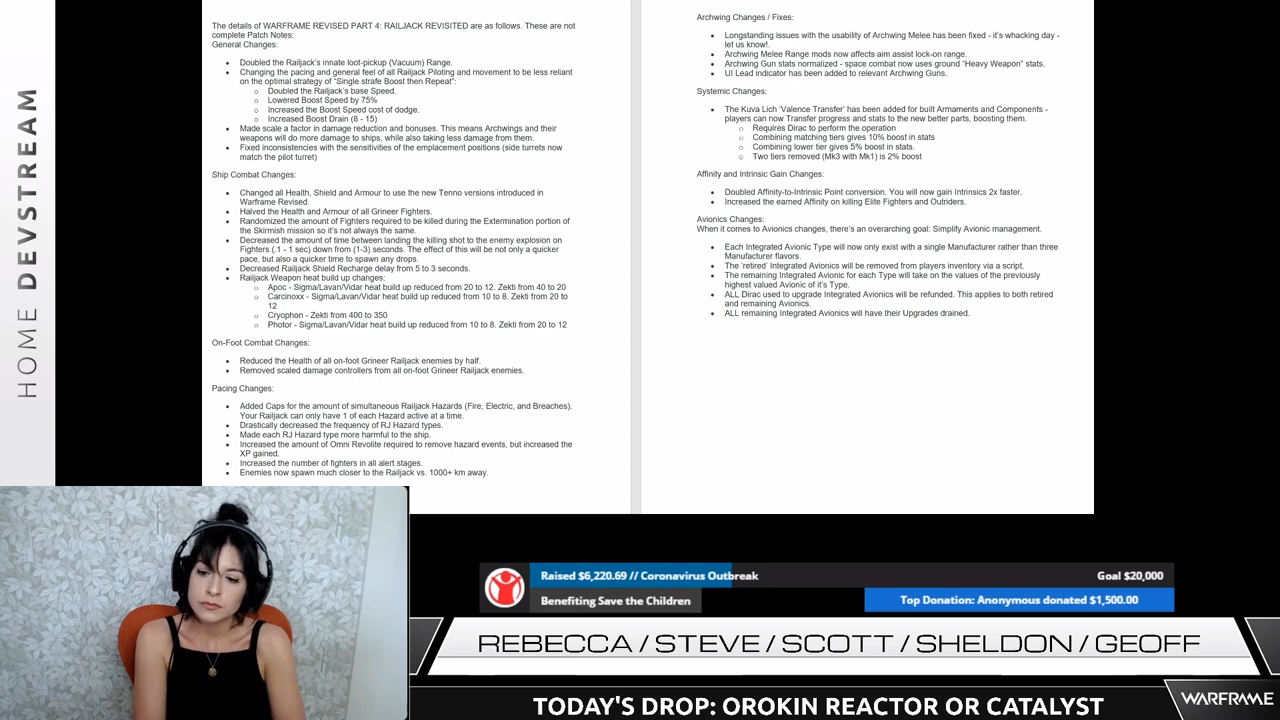 HOME DEVSTREAM
The details of WARFRAME REVISED PART 4: RAILJACK REVISITED are as follows. These are not
complete Patch Notes:
General Changes:
• Doubled the Railjack's innate loot-pickup (Vacuum) Range.
• Changing the pacing and general feel of all Railjack Piloting and movement to be less reliant
on the optimal strategy of "Single strafe Boost then Repeat":
o Doubled the Railjack's base Speed.
o Lowered Boost Speed by 75%
o Increased the Boost Speed cost of dodge.
o Increased Boost Drain (8 - 15)
• Made scale a factor in damage reduction and bonuses. This means Archwings and their
weapons will do more damage to ships, while also taking less damage from them.
• Fixed inconsistencies with the sensitivities of the emplacement positions (side turrets now
match the pilot turret)
Ship Combat Changes:
• Changed all Health, Shield and Armour to use the new Tenno versions introduced in
Warframe Revised.
• Halved the Health and Armour of all Grineer Fighters.
• Randomized the amount of Fighters required to be killed during the Extermination portion of
the Skirmish mission so it's not always the same.
• Decreased the amount of time between landing the killing shot to the enemy explosion on
Fighters (.1 - 1 sec) down from (1-3) seconds. The effect of this will be not only a quicker
pace, but also a quicker time to spawn any drops.
• Decreased Railjack Shield Recharge delay from 5 to 3 seconds.
• Railjack Weapon heat build up changes:
o Apoc - Sigma/Lavan/Vidar heat build up reduced from 20 to 12. Zekti from 40 to 20
o Carcinoxx - Sigma/Lavan/Vidar heat build up reduced from 10 to 8. Zekti from 20 to
12
o Cryophon - Zekti from 400 to 350
o Photor - Sigma/Lavan/Vidar heat build up reduced from 10 to 8. Zekti from 20 to 12
On-Foot Combat Changes:
• Reduced the Health of all on-foot Grineer Railjack enemies by half.
• Removed scaled damage controllers from all on-foot Grineer Railjack enemies.
Pacing Changes:
• Added Caps for the amount of simultaneous Railjack Hazards (Fire, Electric, and Breaches).
Your Railjack can only have 1 of each Hazard active at a time.
• Drastically decreased the frequency of RJ Hazard types.
• Made each RJ Hazard type more harmful to the ship.
• Increased the amount of Omni Revolite required to remove hazard events, but increased the
XP gained.
• Increased the number of fighters in all alert stages.
• Enemies now spawn much closer to the Railjack vs. 1000+ km away.
Archwing Changes / Fixes:
• Longstanding issues with the usability of Archwing Melee has been fixed - it's whacking day -
let us know!.
• Archwing Melee Range mods now affects aim assist lock-on range.
• Archwing Gun stats normalized - space combat now uses ground "Heavy Weapon" stats.
• UI Lead indicator has been added to relevant Archwing Guns.
Systemic Changes:
• The Kuva Lich 'Valence Transfer' has been added for built Armaments and Components -
players can now Transfer progress and stats to the new better parts, boosting them.
o Requires Dirac to perform the operation
o Combining matching tiers gives 10% boost in stats
o Combining lower tier gives 5% boost in stats.
o Two tiers removed (Mk3 with Mk1) is 2% boost
Affinity and Intrinsic Gain Changes:
• Doubled Affinity-to-Intrinsic Point conversion. You will now gain Intrinsics 2x faster.
• Increased the earned Affinity on killing Elite Fighters and Outriders.
Avionics Changes:
When it comes to Avionics changes, there's an overarching goal: Simplify Avionic management.
• Each Integrated Avionic Type will now only exist with a single Manufacturer rather than three
Manufacturer flavors.
• The 'retired' Integrated Avionics will be removed from players inventory via a script.
• The remaining Integrated Avionic for each Type will take on the values of the previously
highest valued Avionic of it's Type.
• ALL Dirac used to upgrade Integrated Avionics will be refunded. This applies to both retired
and remaining Avionics.
• ALL remaining Integrated Avionics will have their Upgrades drained.
Raised $6,220.69 // Coronavirus Outbreak Goal $20,000
Benefiting Save the Children Top Donation: Anonymous donated $1,500.00
REBECCA / STEVE / SCOTT / SHELDON / GEOFF
TODAY'S DROP: OROKIN REACTOR OR CATALYST
WARFRAME